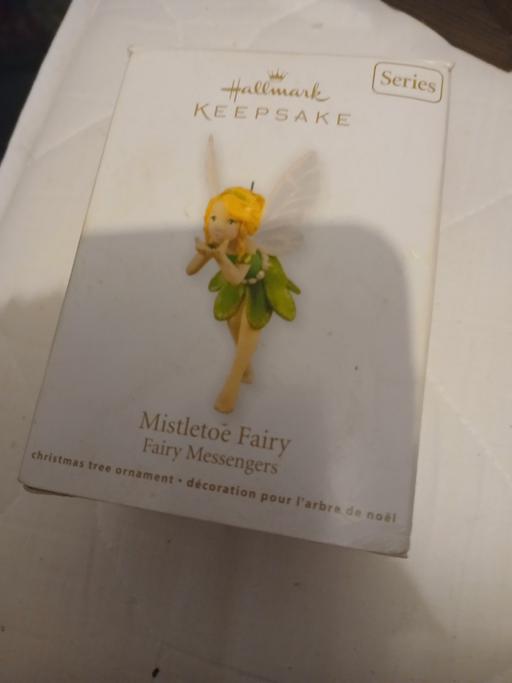 Series
Hallmark
KEEPSAKE
Mistletoe Fairy
Fairy Messengers
christmas tree ornament • décoration pour l'arbre de noël